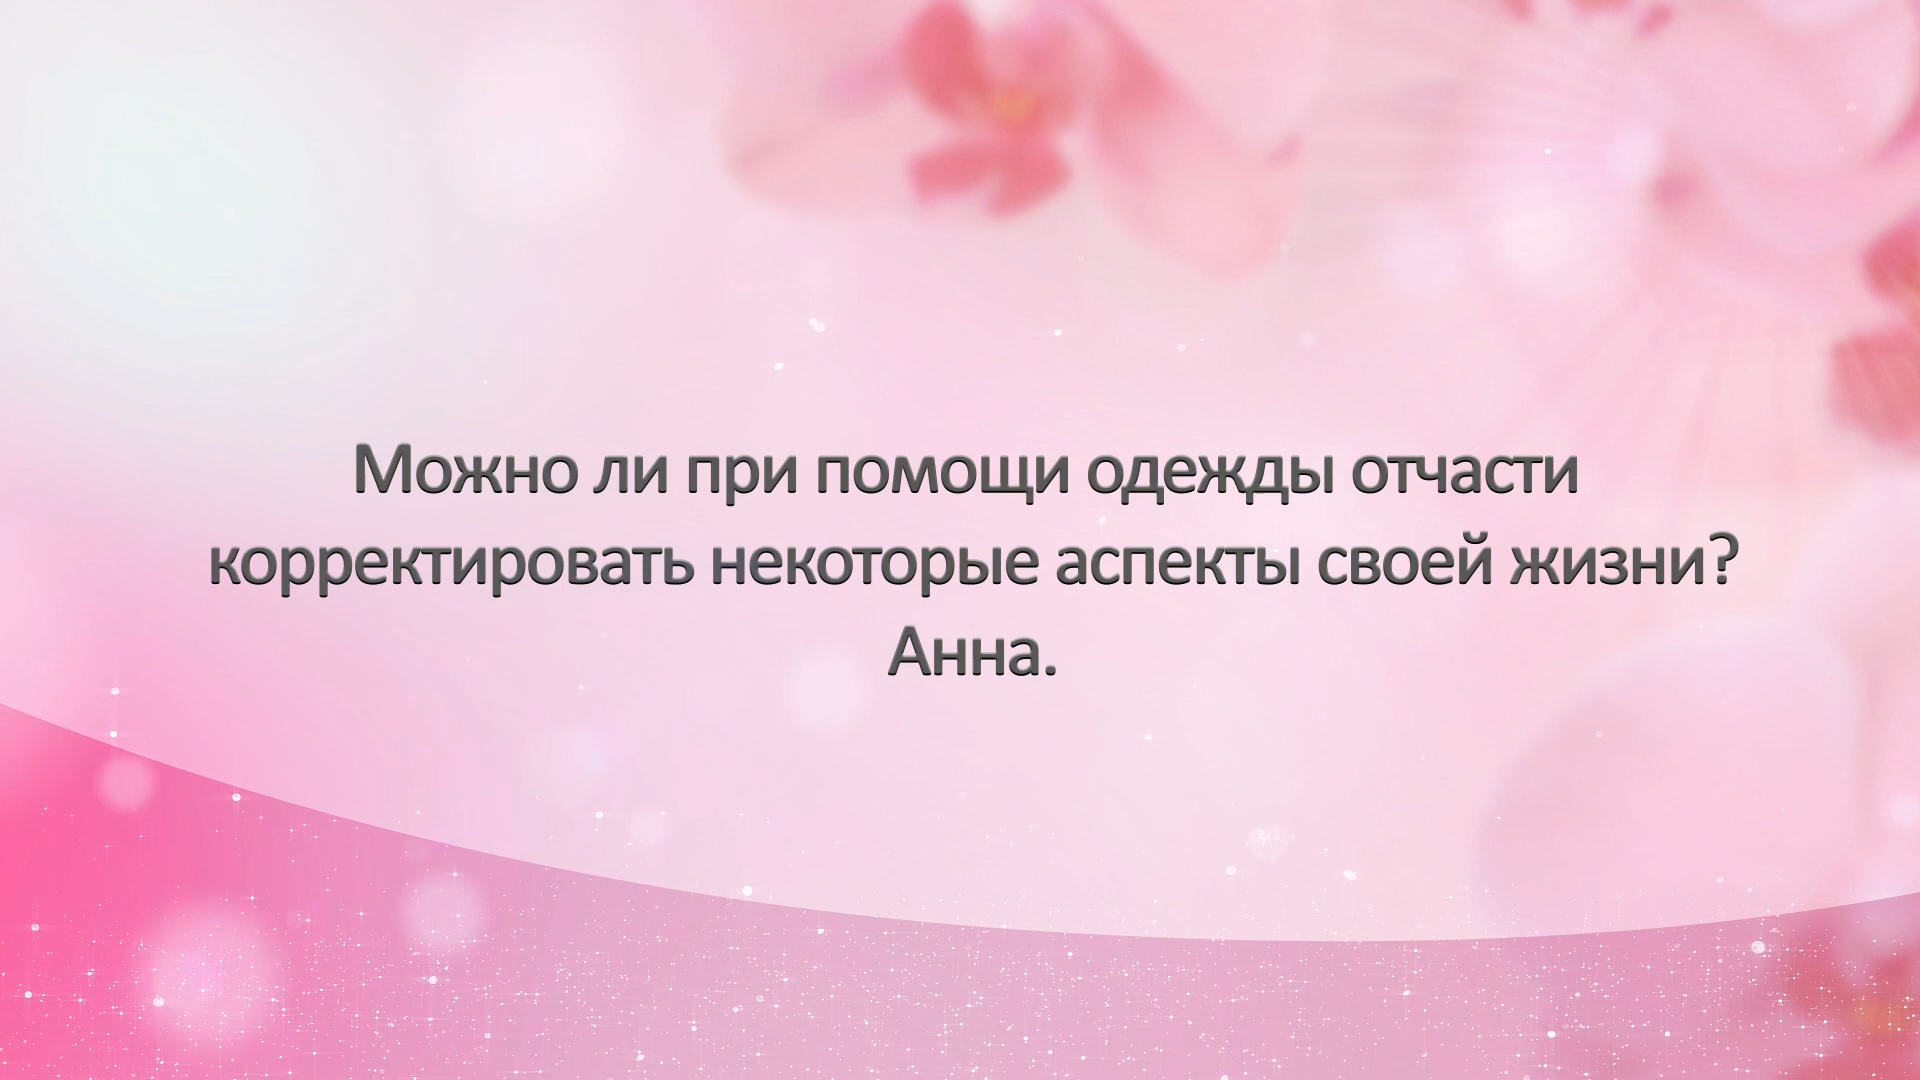 Можно ли при помощи одежды отчасти
корректировать некоторые аспекты своей жизни?
Анна.